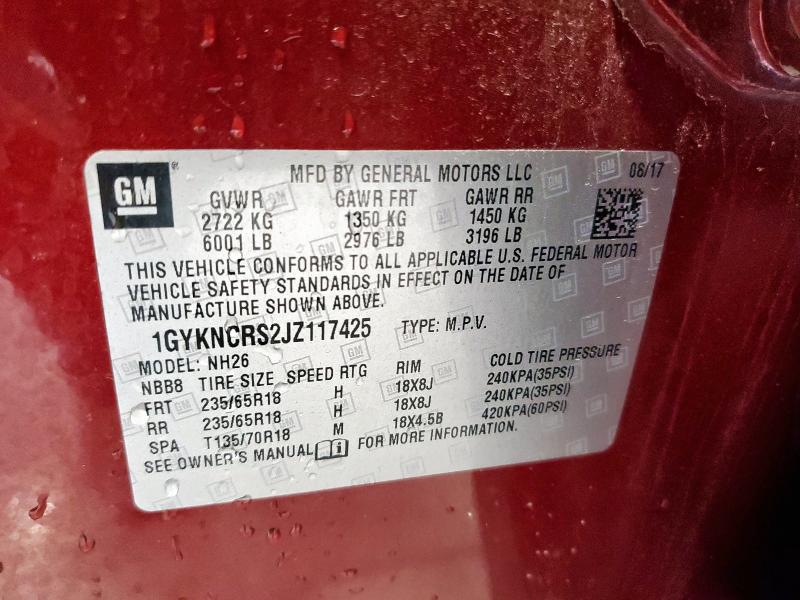 GM ® MFD BY GENERAL MOTORS LLC 08/17
GVWR GAWR FRT GAWR RR
2722 KG 1350 KG 1450 KG
6001 LB 2976 LB 3196 LB
THIS VEHICLE CONFORMS TO ALL APPLICABLE U.S. FEDERAL MOTOR
VEHICLE SAFETY STANDARDS IN EFFECT ON THE DATE OF
MANUFACTURE SHOWN ABOVE.
1GYKNCRS2JZ117425 TYPE: M.P.V.
MODEL: NH26
NBB8 TIRE SIZE SPEED RTG RIM COLD TIRE PRESSURE
FRT 235/65R18 H 18X8J 240KPA(35PSI)
RR 235/65R18 H 18X8J 240KPA(35PSI)
SPA T135/70R18 M 18X4.5B 420KPA(60PSI)
SEE OWNER'S MANUAL FOR MORE INFORMATION.